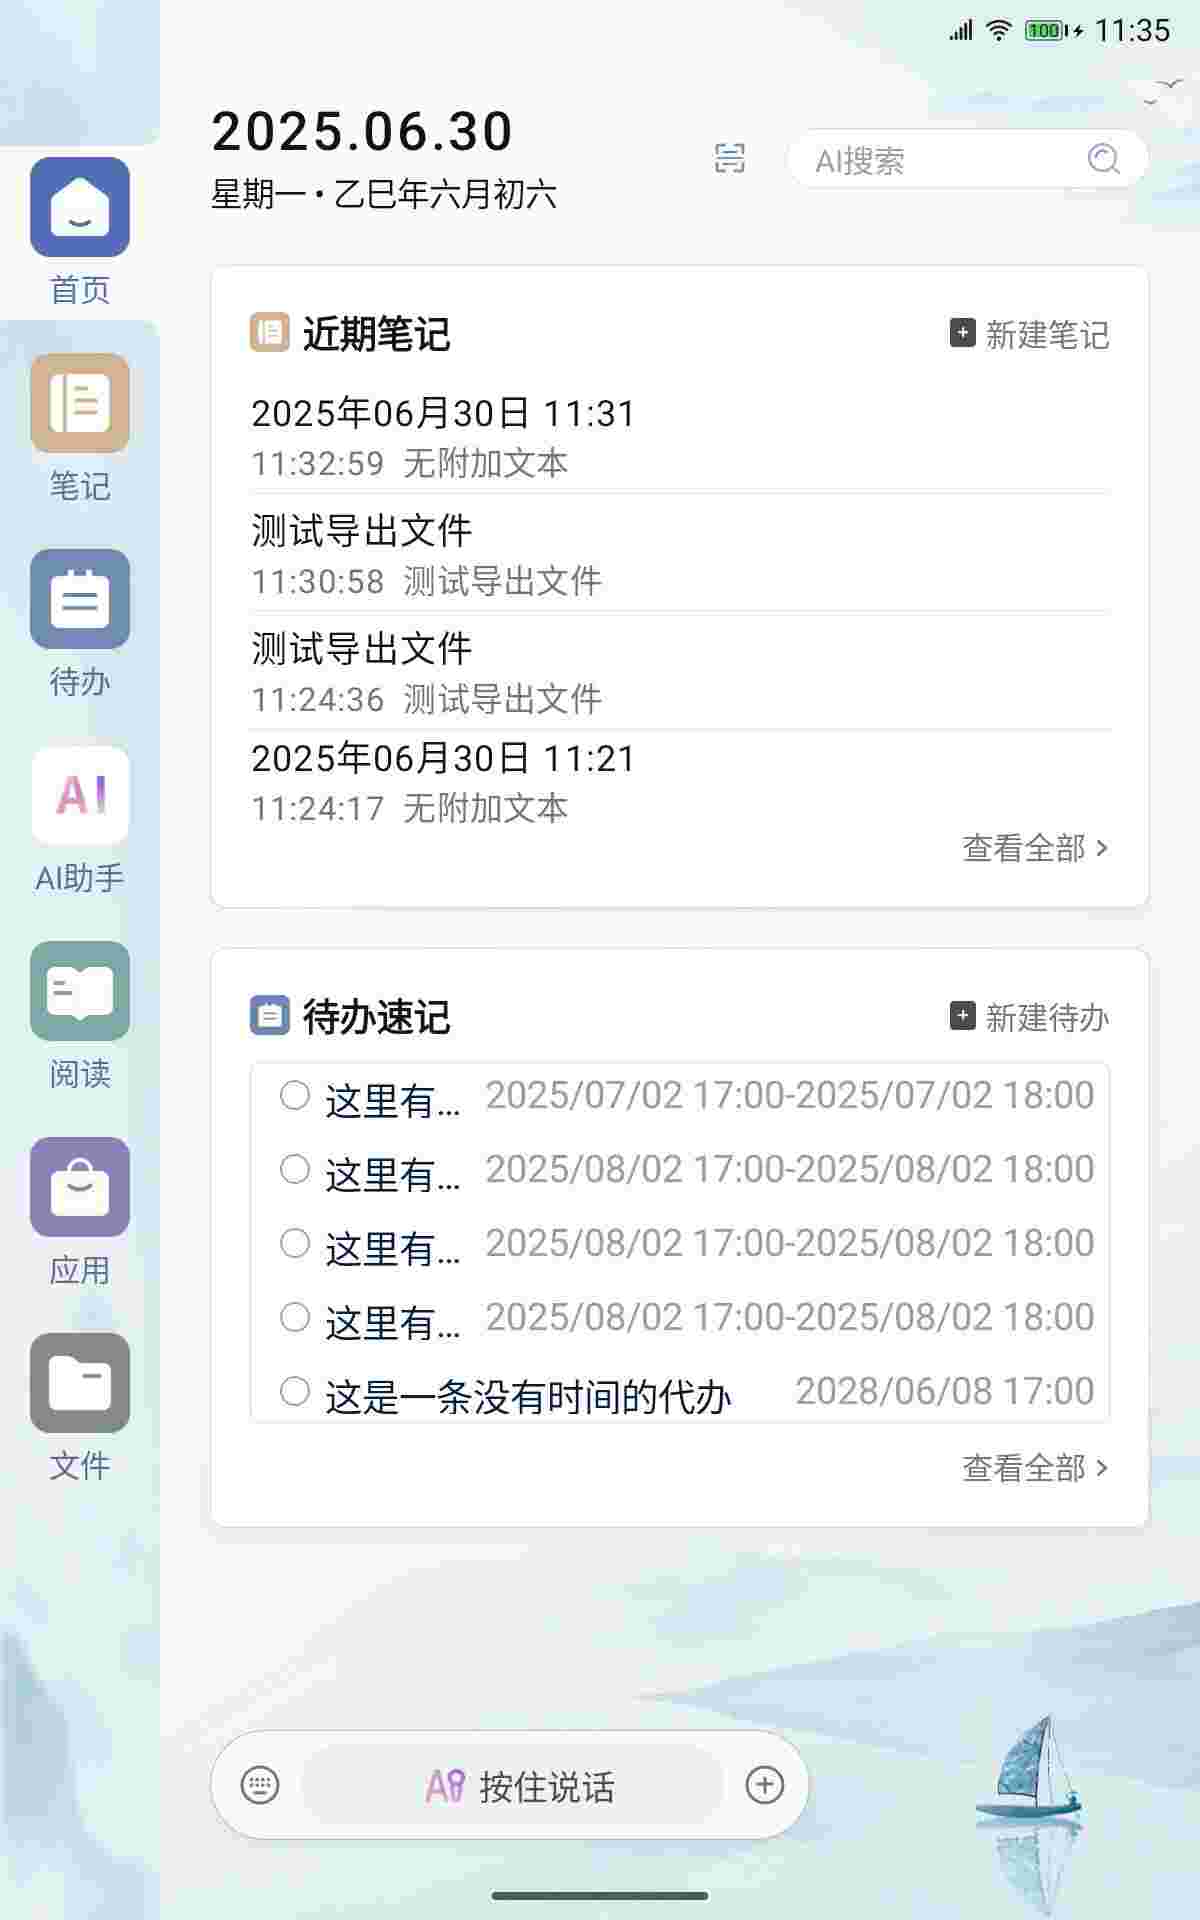 100 11:35
2025.06.30
星期一 • 乙巳年六月初六
AI搜索
首页
笔记
待办
AI
AI助手
阅读
应用
文件
近期笔记
新建笔记
2025年06月30日 11:31
11:32:59 无附加文本
测试导出文件
11:30:58 测试导出文件
测试导出文件
11:24:36 测试导出文件
2025年06月30日 11:21
11:24:17 无附加文本
查看全部 >
待办速记
新建待办
这里有... 2025/07/02 17:00-2025/07/02 18:00
这里有... 2025/08/02 17:00-2025/08/02 18:00
这里有... 2025/08/02 17:00-2025/08/02 18:00
这里有... 2025/08/02 17:00-2025/08/02 18:00
这是一条没有时间的代办 2028/06/08 17:00
查看全部 >
按住说话